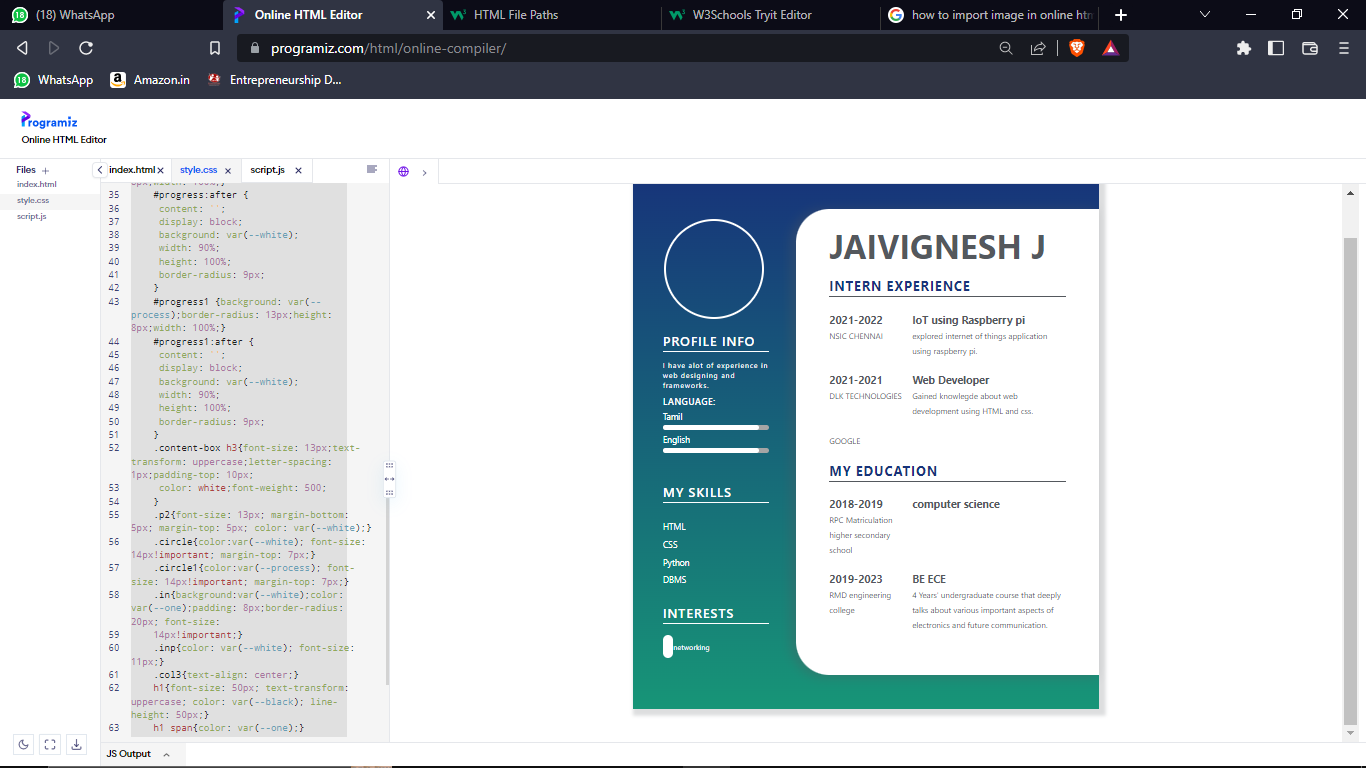 (18) WhatsApp
Online HTML Editor
HTML File Paths
W3Schools Tryit Editor
how to import image in online htm
programiz.com/html/online-compiler/
WhatsApp
Amazon.in
Entrepreneurship D...
Programiz
Online HTML Editor
Files +
index.html
style.css
script.js
index.html
style.css
script.js
8px;width: 100%;}
35 #progress:after {
36 content: '';
37 display: block;
38 background: var(--white);
39 width: 90%;
40 height: 100%;
41 border-radius: 9px;
42 }
43 #progress1 {background: var(--
process);border-radius: 13px;height:
8px;width: 100%;}
44 #progress1:after {
45 content: '';
46 display: block;
47 background: var(--white);
48 width: 90%;
49 height: 100%;
50 border-radius: 9px;
51 }
52 .content-box h3{font-size: 13px;text-
transform: uppercase;letter-spacing:
1px;padding-top: 10px;
53 color: white;font-weight: 500;
54 }
55 .p2{font-size: 13px; margin-bottom:
5px; margin-top: 5px; color: var(--white);}
56 .circle{color:var(--white); font-size:
14px!important; margin-top: 7px;}
57 .circle1{color:var(--process); font-
size: 14px!important; margin-top: 7px;}
58 .in{background:var(--white);color:
var(--one);padding: 8px;border-radius:
20px; font-size:
59 14px!important;}
60 .inp{color: var(--white); font-size:
11px;}
61 .col3{text-align: center;}
62 h1{font-size: 50px; text-transform:
uppercase; color: var(--black); line-
height: 50px;}
63 h1 span{color: var(--one);}
JS Output
PROFILE INFO
I have alot of experience in
web designing and
frameworks.
LANGUAGE:
Tamil
English
MY SKILLS
HTML
CSS
Python
DBMS
INTERESTS
networking
JAIVIGNESH J
INTERN EXPERIENCE
2021-2022 IoT using Raspberry pi
NSIC CHENNAI explored internet of things application
using raspberry pi.
2021-2021 Web Developer
DLK TECHNOLOGIES Gained knowlegde about web
development using HTML and css.
GOOGLE
MY EDUCATION
2018-2019 computer science
RPC Matriculation
higher secondary
school
2019-2023 BE ECE
RMD engineering 4 Years' undergraduate course that deeply
college talks about various important aspects of
electronics and future communication.